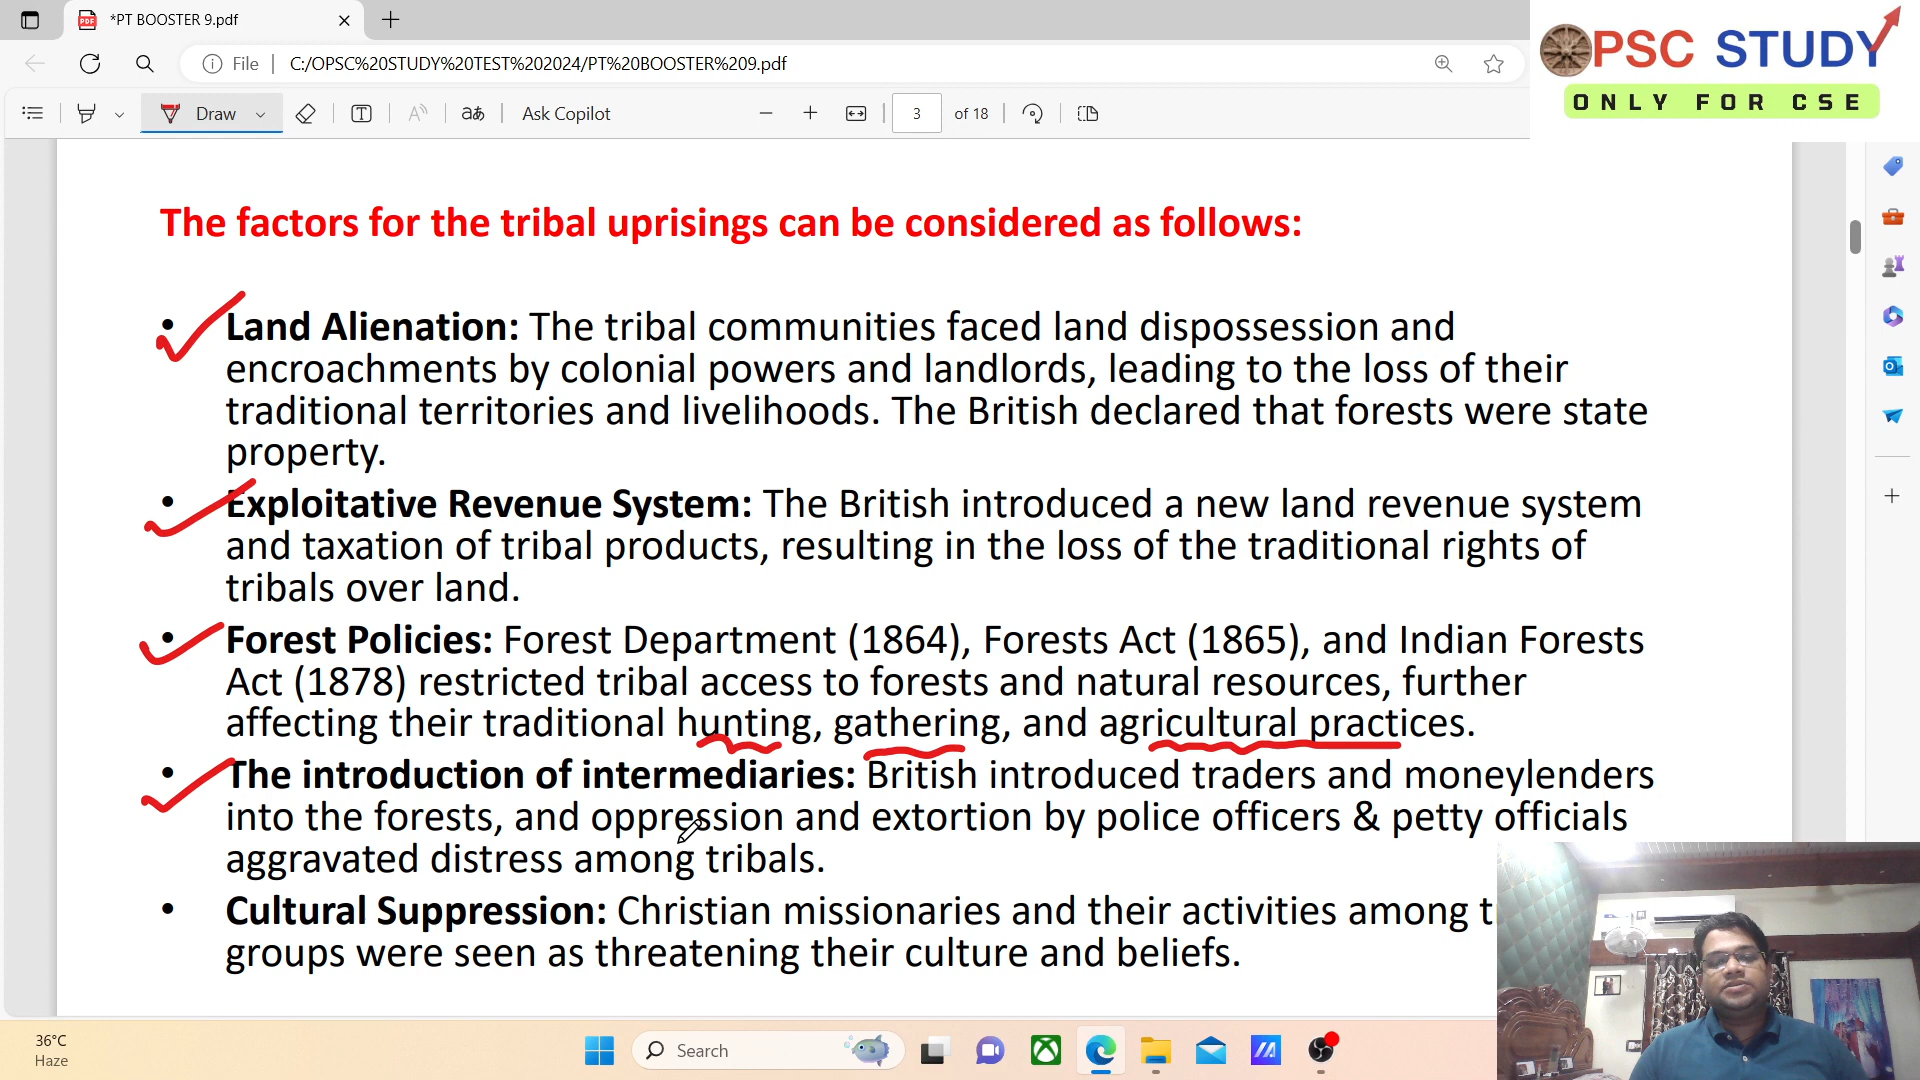 *PT BOOSTER 9.pdf
File
C:/OPSC%20STUDY%20TEST%202024/PT%20BOOSTER%209.pdf
PSC STUDY
ONLY FOR CSE
Draw
aあ
Ask Copilot
3 of 18
The factors for the tribal uprisings can be considered as follows:
• Land Alienation: The tribal communities faced land dispossession and
encroachments by colonial powers and landlords, leading to the loss of their
traditional territories and livelihoods. The British declared that forests were state
property.
• Exploitative Revenue System: The British introduced a new land revenue system
and taxation of tribal products, resulting in the loss of the traditional rights of
tribals over land.
• Forest Policies: Forest Department (1864), Forests Act (1865), and Indian Forests
Act (1878) restricted tribal access to forests and natural resources, further
affecting their traditional hunting, gathering, and agricultural practices.
• The introduction of intermediaries: British introduced traders and moneylenders
into the forests, and oppression and extortion by police officers & petty officials
aggravated distress among tribals.
• Cultural Suppression: Christian missionaries and their activities among
groups were seen as threatening their culture and beliefs.
36°C
Haze
Search